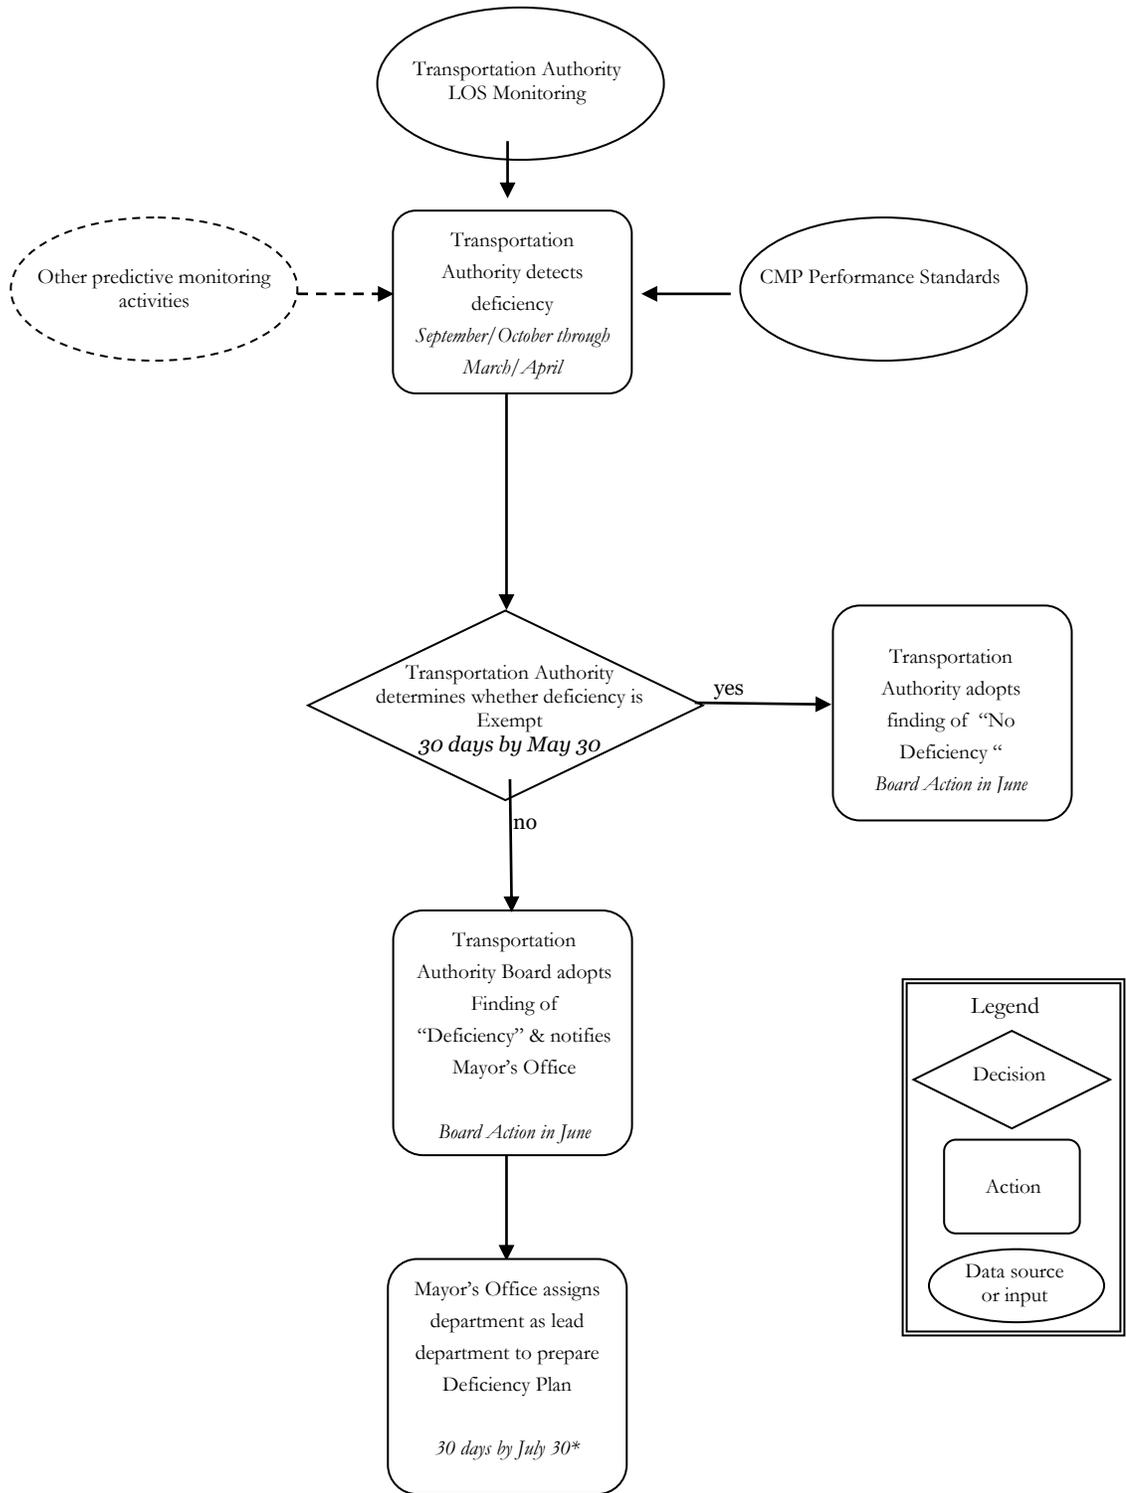 Transportation Authority
LOS Monitoring
Other predictive monitoring
activities
Transportation
Authority detects
deficiency
September/October through
March/April
CMP Performance Standards
Transportation Authority
determines whether deficiency is
Exempt
30 days by May 30
yes
Transportation
Authority adopts
finding of “No
Deficiency “
Board Action in June
no
Transportation
Authority Board adopts
Finding of
“Deficiency” & notifies
Mayor’s Office
Board Action in June
Mayor’s Office assigns
department as lead
department to prepare
Deficiency Plan
30 days by July 30*
Legend
Decision
Action
Data source
or input